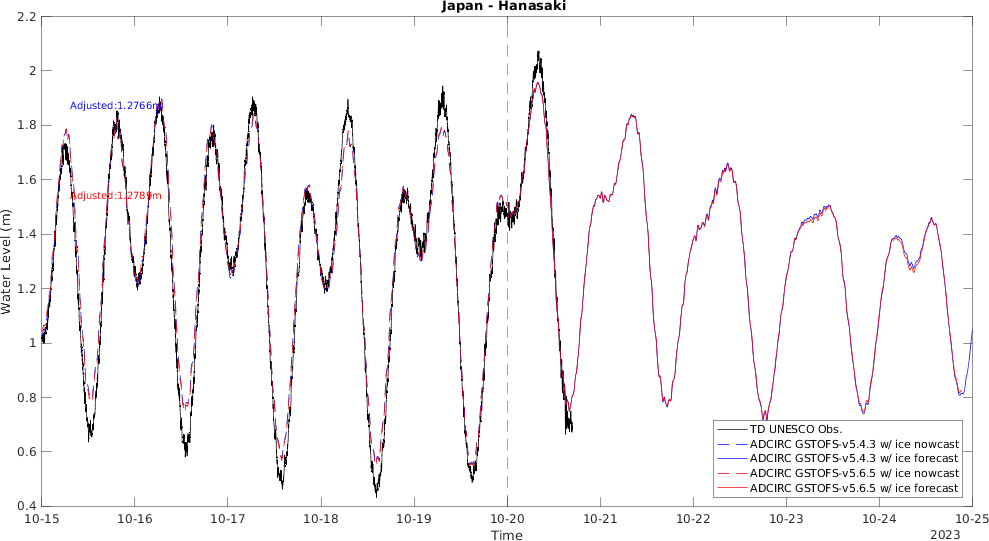 Japan - Hanasaki
2.2
2
1.8
1.6
1.4
1.2
1
0.8
0.6
0.4
Water Level (m)
Adjusted:1.2766m
Adjusted:1.2789m
TD UNESCO Obs.
ADCIRC GSTOFS-v5.4.3 w/ ice nowcast
ADCIRC GSTOFS-v5.4.3 w/ ice forecast
ADCIRC GSTOFS-v5.6.5 w/ ice nowcast
ADCIRC GSTOFS-v5.6.5 w/ ice forecast
10-15 10-16 10-17 10-18 10-19 10-20 10-21 10-22 10-23 10-24 10-25
Time
2023